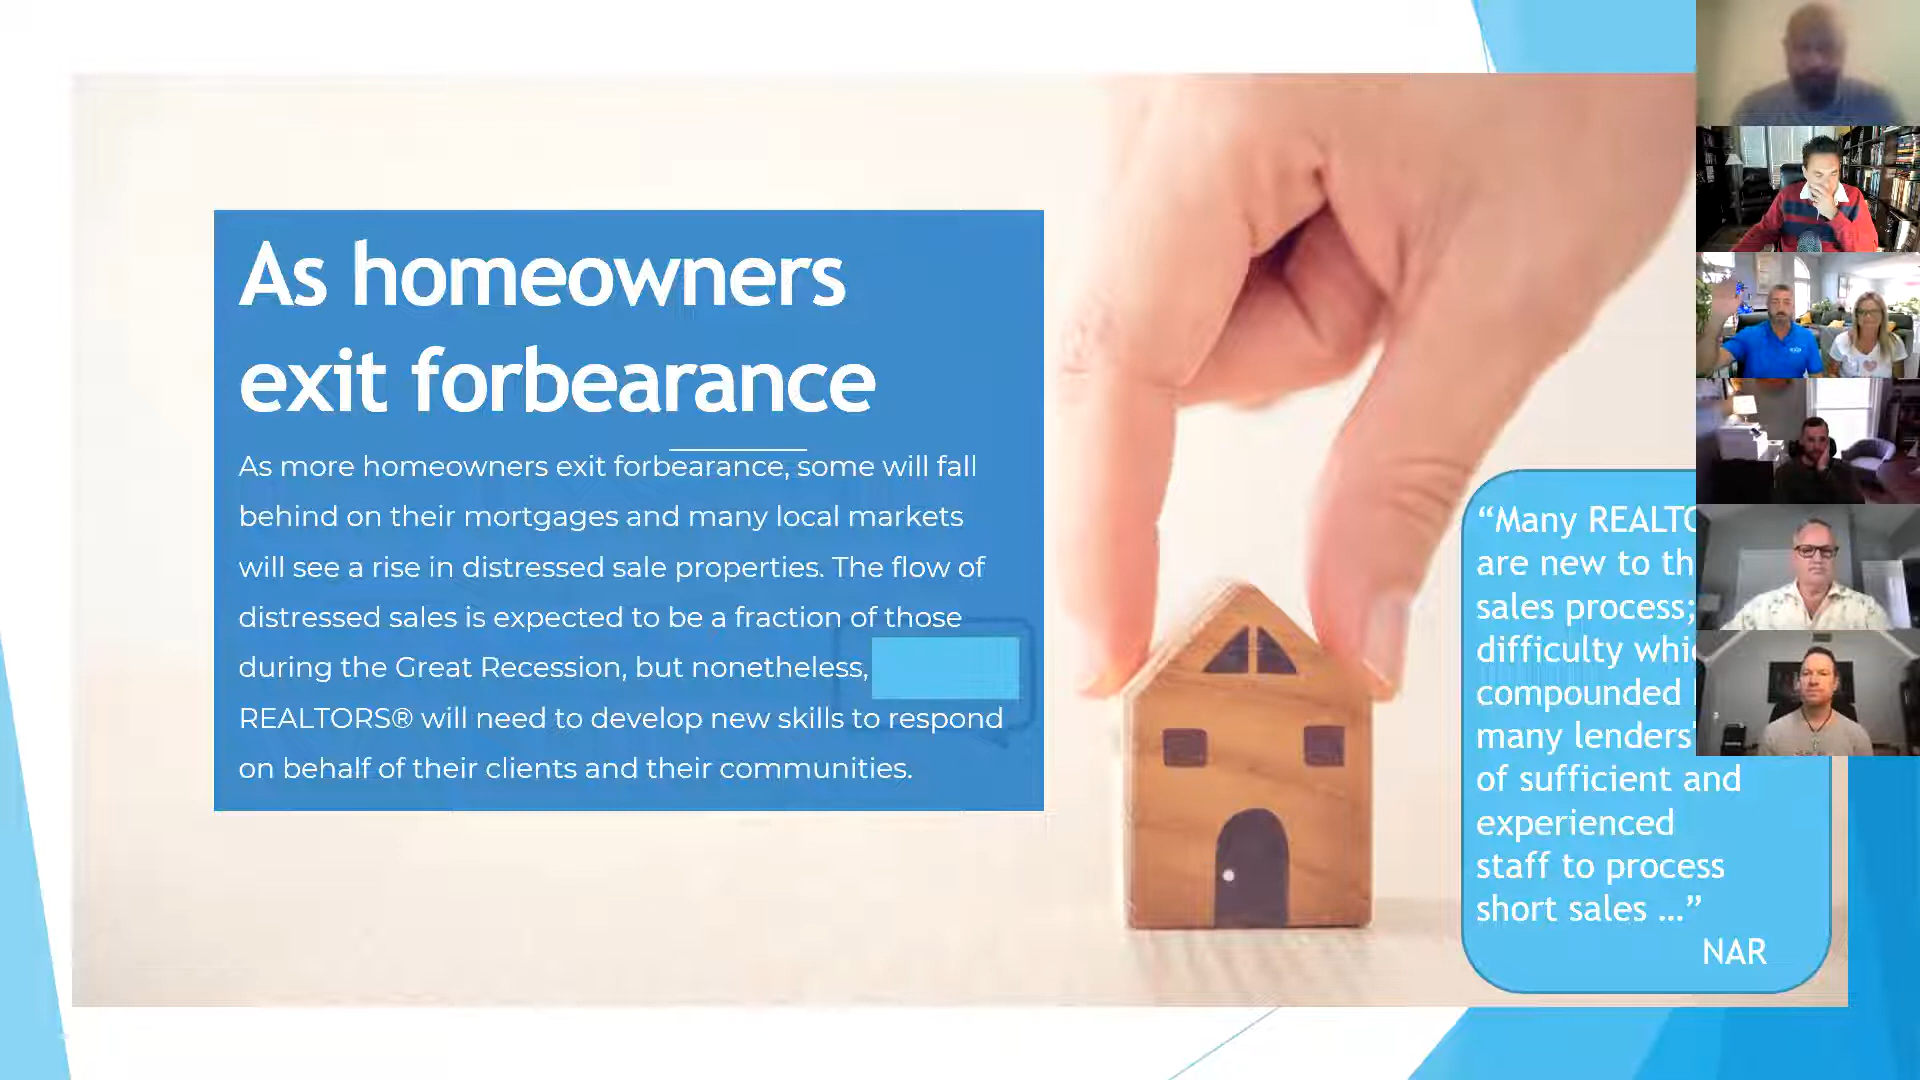 As homeowners
exit forbearance
As more homeowners exit forbearance, some will fall
behind on their mortgages and many local markets
will see a rise in distressed sale properties. The flow of
distressed sales is expected to be a fraction of those
during the Great Recession, but nonetheless,
REALTORS® will need to develop new skills to respond
on behalf of their clients and their communities.
“Many
are new to
sales process;
difficulty
compounded
many lenders’
of sufficient and
experienced
staff to process
short sales ...”
NAR